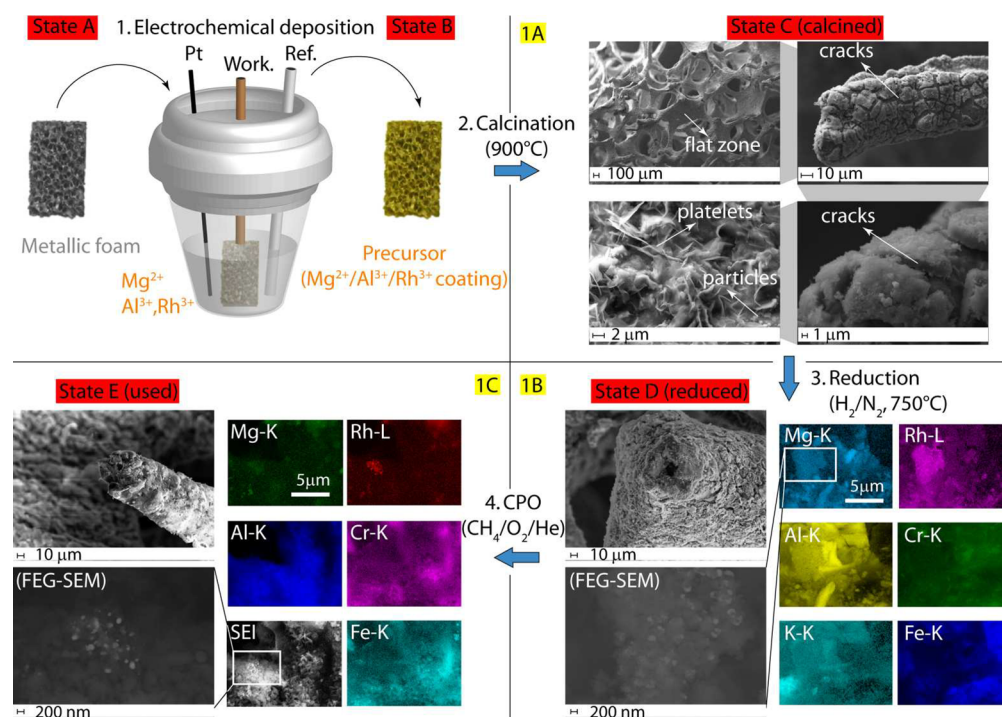 State A
1. Electrochemical deposition
State B
Pt
Work.
Ref.
Metallic foam
Mg²⁺
Al³⁺,Rh³⁺
Precursor
(Mg²⁺/Al³⁺/Rh³⁺ coating)
1A
2. Calcination
(900°C)
State C (calcined)
flat zone
100 μm
cracks
10 μm
platelets
particles
2 μm
cracks
1 μm
3. Reduction
(H₂/N₂, 750°C)
1B
State D (reduced)
10 μm
(FEG-SEM)
200 nm
Mg-K
5μm
Rh-L
Al-K
Cr-K
K-K
Fe-K
4. CPO
(CH₄/O₂/He)
1C
State E (used)
10 μm
(FEG-SEM)
200 nm
Mg-K
5μm
Rh-L
Al-K
Cr-K
SEI
Fe-K